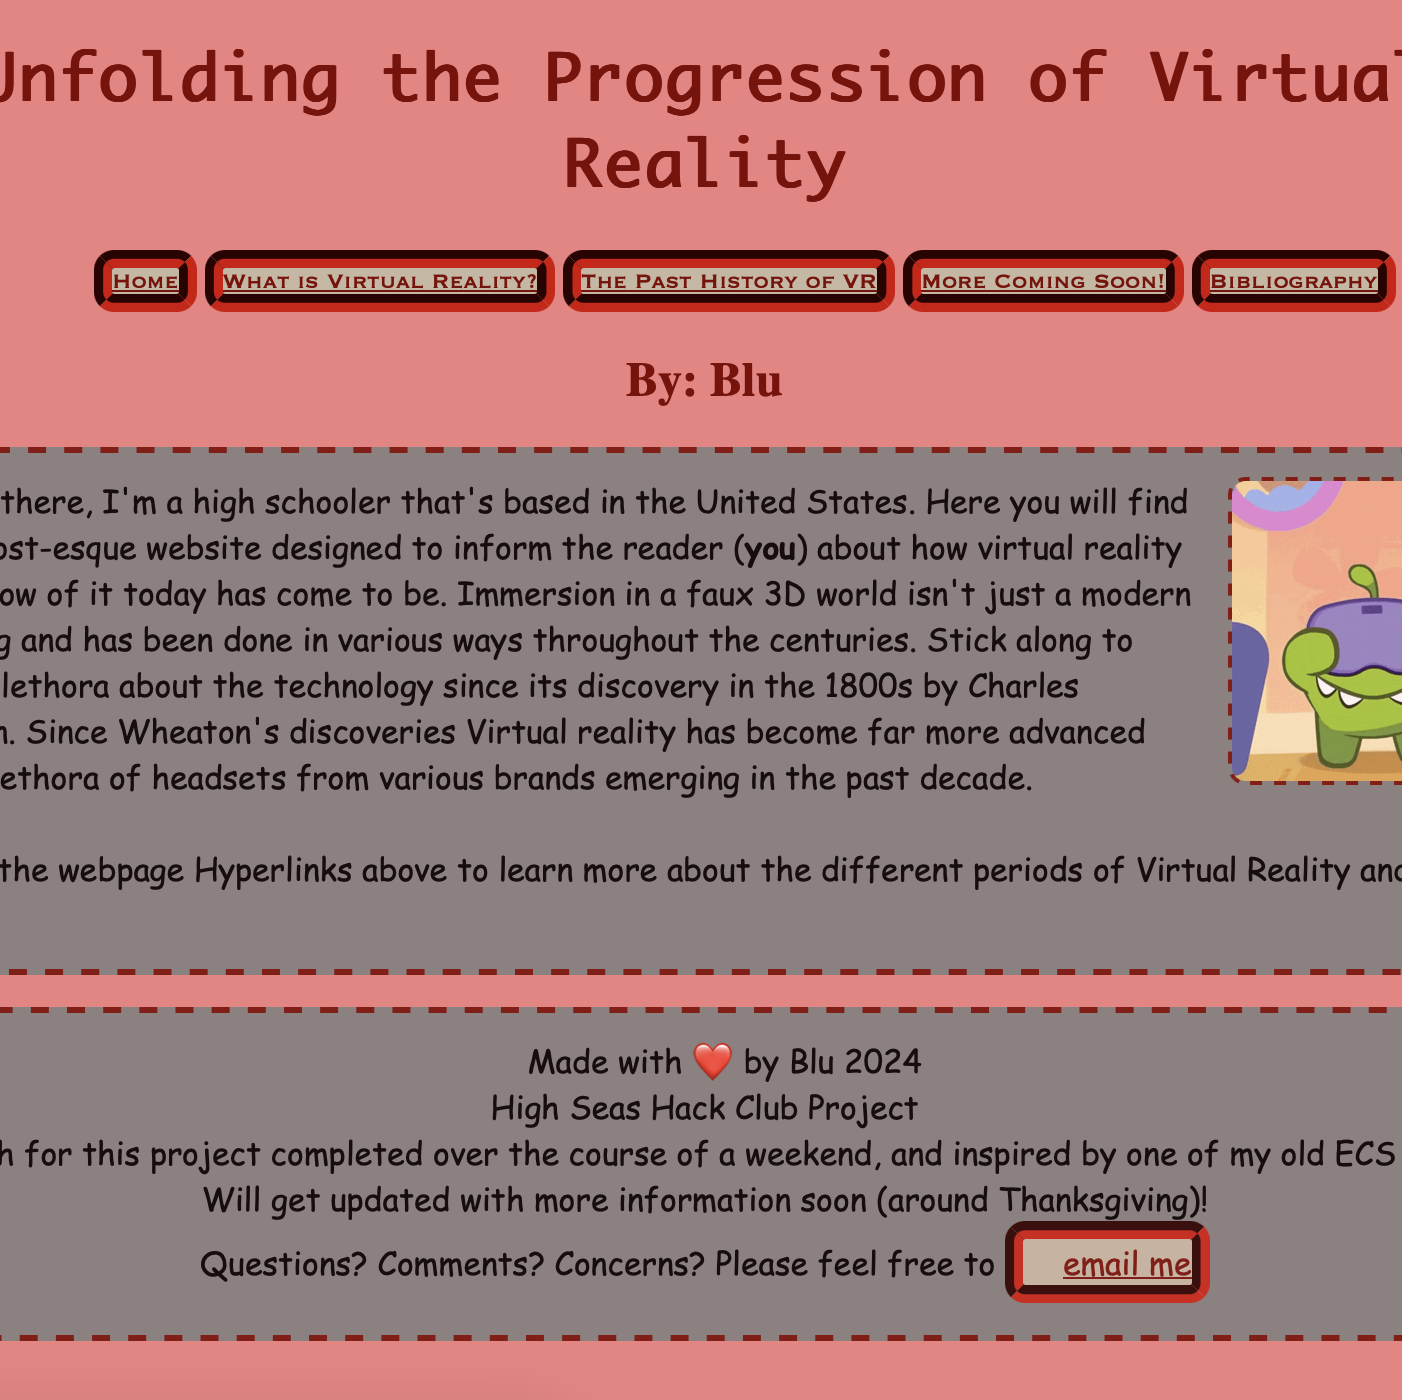 Unfolding the Progression of Virtual
Reality
Home What is Virtual Reality? The Past History of VR More Coming Soon! Bibliography
By: Blu
there, I'm a high schooler that's based in the United States. Here you will find
ost-esque website designed to inform the reader (you) about how virtual reality
ow of it today has come to be. Immersion in a faux 3D world isn't just a modern
g and has been done in various ways throughout the centuries. Stick along to
lethora about the technology since its discovery in the 1800s by Charles
n. Since Wheaton's discoveries Virtual reality has become far more advanced
ethora of headsets from various brands emerging in the past decade.
the webpage Hyperlinks above to learn more about the different periods of Virtual Reality and
Made with ❤️ by Blu 2024
High Seas Hack Club Project
h for this project completed over the course of a weekend, and inspired by one of my old ECS
Will get updated with more information soon (around Thanksgiving)!
Questions? Comments? Concerns? Please feel free to email me